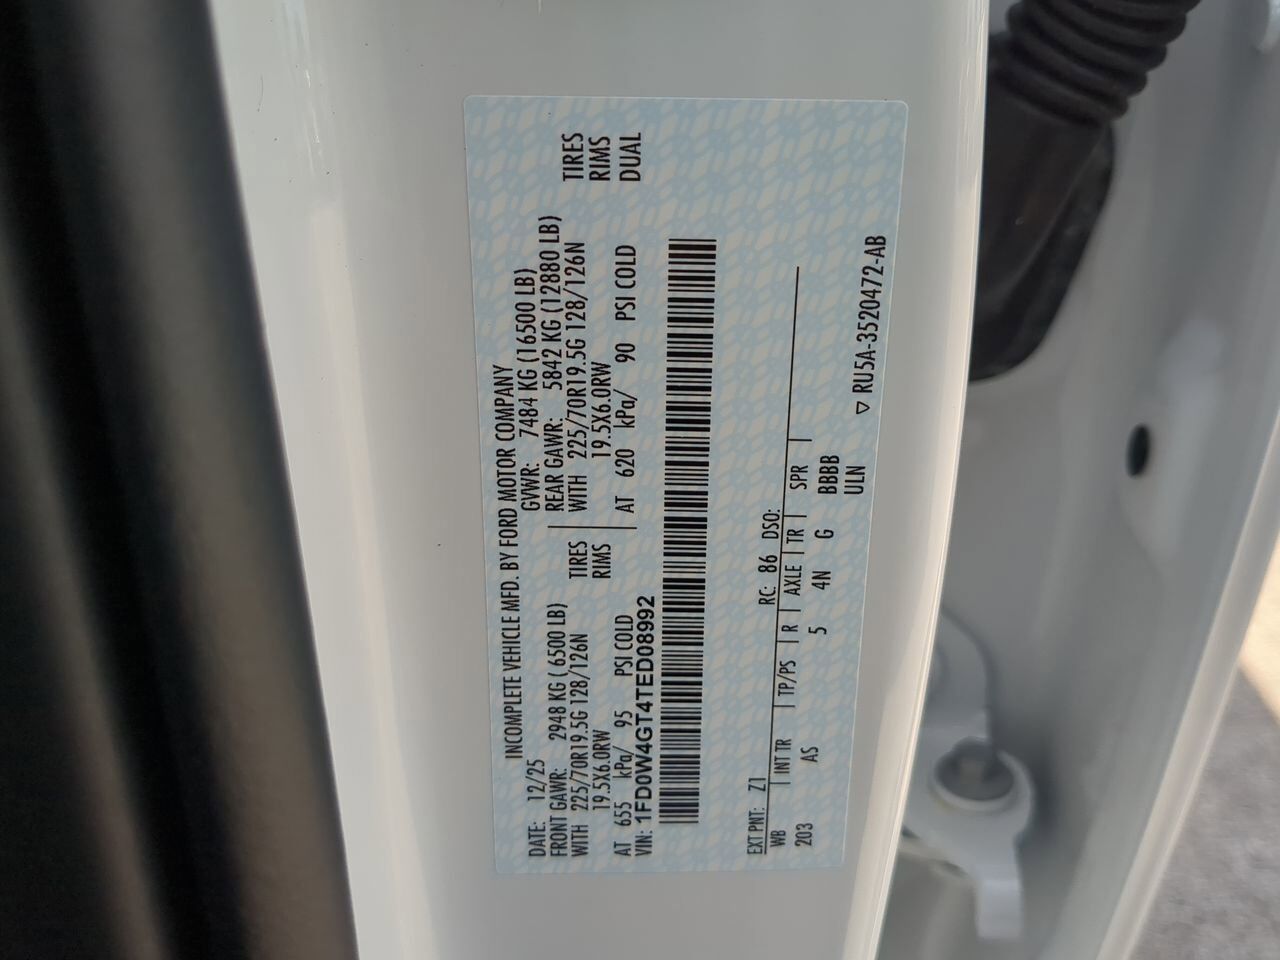 INCOMPLETE VEHICLE MFD. BY FORD MOTOR COMPANY
DATE: 12/25 GVWR: 7484 KG (16500 LB)
FRONT GAWR: 2948 KG ( 6500 LB) REAR GAWR: 5842 KG (12880 LB)
WITH 225/70R19.5G 128/126N TIRES WITH 225/70R19.5G 128/126N TIRES
19.5X6.0RW RIMS 19.5X6.0RW RIMS
AT 655 kPa/ 95 PSI COLD AT 620 kPa/ 90 PSI COLD DUAL
VIN: 1FD0W4GT4TED08992
EXT PNT: Z1 RC: 86 DSO:
WB INT TR TP/PS R AXLE TR SPR
203 AS 5 4N G BBBB
ULN
▽ RU5A-3520472-AB